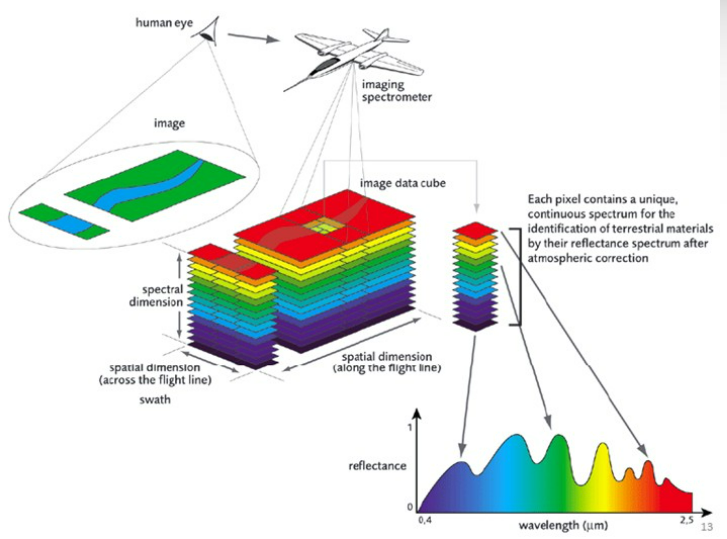 human eye
imaging
spectrometer
image
image data cube
Each pixel contains a unique,
continuous spectrum for the
identification of terrestrial materials
by their reflectance spectrum after
atmospheric correction
spectral
dimension
spatial dimension
(across the flight line)
swath
spatial dimension
(along the flight line)
1
reflectance
0
0,4
wavelength (μm)
2,5
13